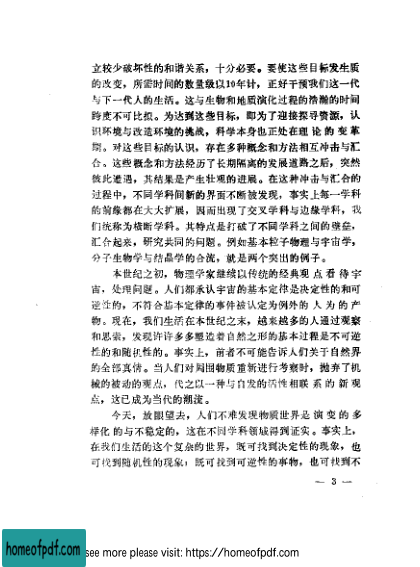 立较少破坏性的和谐关系，十分必要。要使这些目标发生质
的改变，所需时间的数量级以10年计，正好干预我们这一代
与下一代人的生活。这与生物和地质演化过程的浩瀚的时间
跨度不可比拟。为达到这些目标，即为了迎接探寻资源，认
识环境与改造环境的挑战，科学本身也正处在理论的变革
期。对这些目标的认识，存在多种概念和方法相互冲击与汇
合。这些概念和方法经历了长期隔离的发展道路之后，突然
彼此遭遇，其结果是产生壮观的进展。在这种冲击与汇合的
过程中，不同学科间新的界面不断被发现，事实上每一学科
的前缘都在大大扩展，因而出现了交叉学科与边缘学科，我
们统称为横断学科。其特点是打破了不同学科之间的壁垒，
汇合起来，研究共同的问题。例如基本粒子物理与宇宙学，
分子生物学与结晶学的合流，就是两个突出的例子。
本世纪之初，物理学家继续以传统的经典观点看待宇
宙，处理问题。人们都承认宇宙的基本定律是决定性的和可
逆性的，不符合基本定律的事件被认定为例外的人为的产
物。现在，我们生活在本世纪之末，越来越多的人通过观察
和思索，发现许许多多塑造着自然之形的基本过程是不可逆
性的和随机性的。事实上，前者不可能告诉人们关于自然界
的全部真情。当人们对周围物质重新进行考察时，抛弃了机
械的被动的观点，代之以一种与自发的活性相联系的新观
点，这已成为当代的潮流。
今天，放眼望去，人们不难发现物质世界是演变的多
样化的与不稳定的，这在不同学科领域得到证实。事实上，
在我们生活的这个复杂的世界，既可找到决定性的现象，也
可找到随机性的现象；既可找到可逆性的事物，也可找到不
— 3 —
homeofpdf.com
see more please visit: https://homeofpdf.com